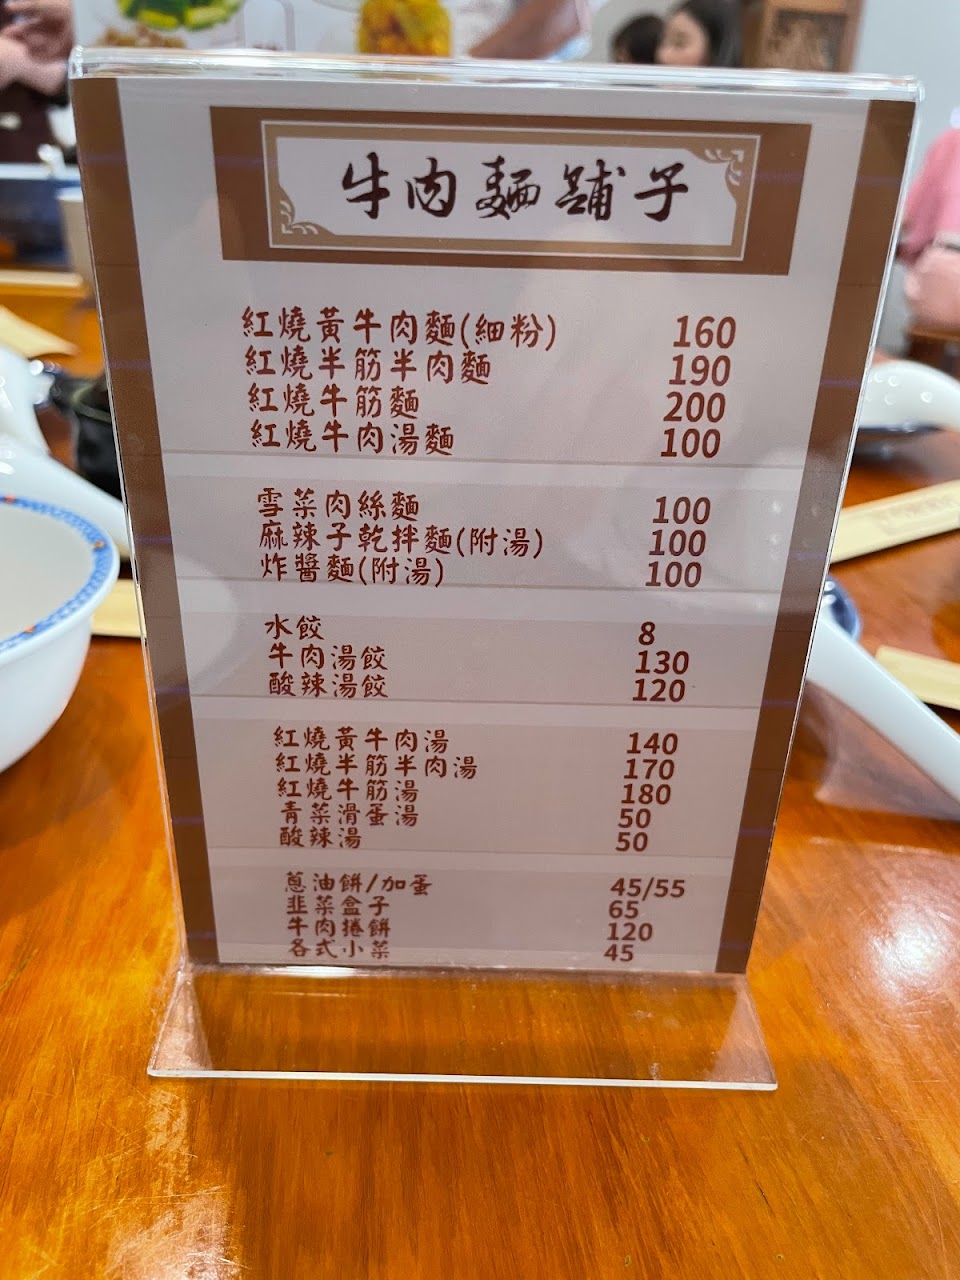 牛肉麵舖子
紅燒黃牛肉麵(細粉) 160
紅燒半筋半肉麵 190
紅燒牛筋麵 200
紅燒牛肉湯麵 100
雪菜肉絲麵 100
麻辣子乾拌麵(附湯) 100
炸醬麵(附湯) 100
水餃 8
牛肉湯餃 130
酸辣湯餃 120
紅燒黃牛肉湯 140
紅燒半筋半肉湯 170
紅燒牛筋湯 180
青菜滑蛋湯 50
酸辣湯 50
蔥油餅/加蛋 45/55
韭菜盒子 65
牛肉捲餅 120
各式小菜 45